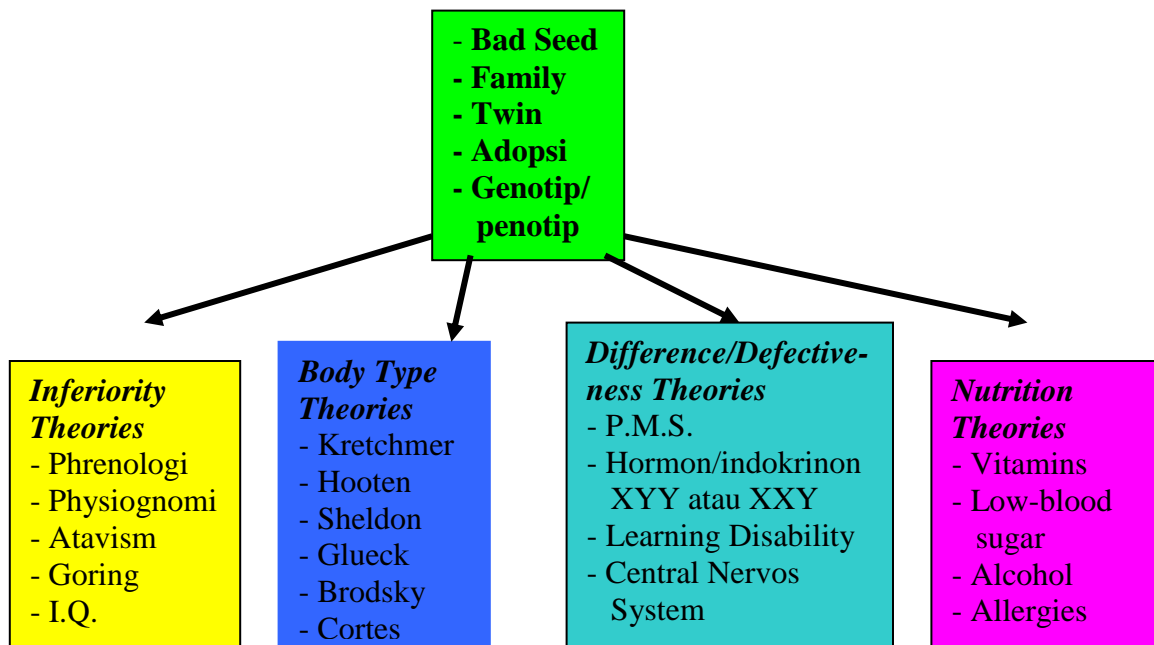 - Bad Seed
- Family
- Twin
- Adopsi
- Genotip/
penotip
Inferiority
Theories
- Phrenologi
- Physiognomi
- Atavism
- Goring
- I.Q.
Body Type
Theories
- Kretchmer
- Hooten
- Sheldon
- Glueck
- Brodsky
- Cortes
Difference/Defective-
ness Theories
- P.M.S.
- Hormon/indokrinon
XYY atau XXY
- Learning Disability
- Central Nervos
System
Nutrition
Theories
- Vitamins
- Low-blood
sugar
- Alcohol
- Allergies